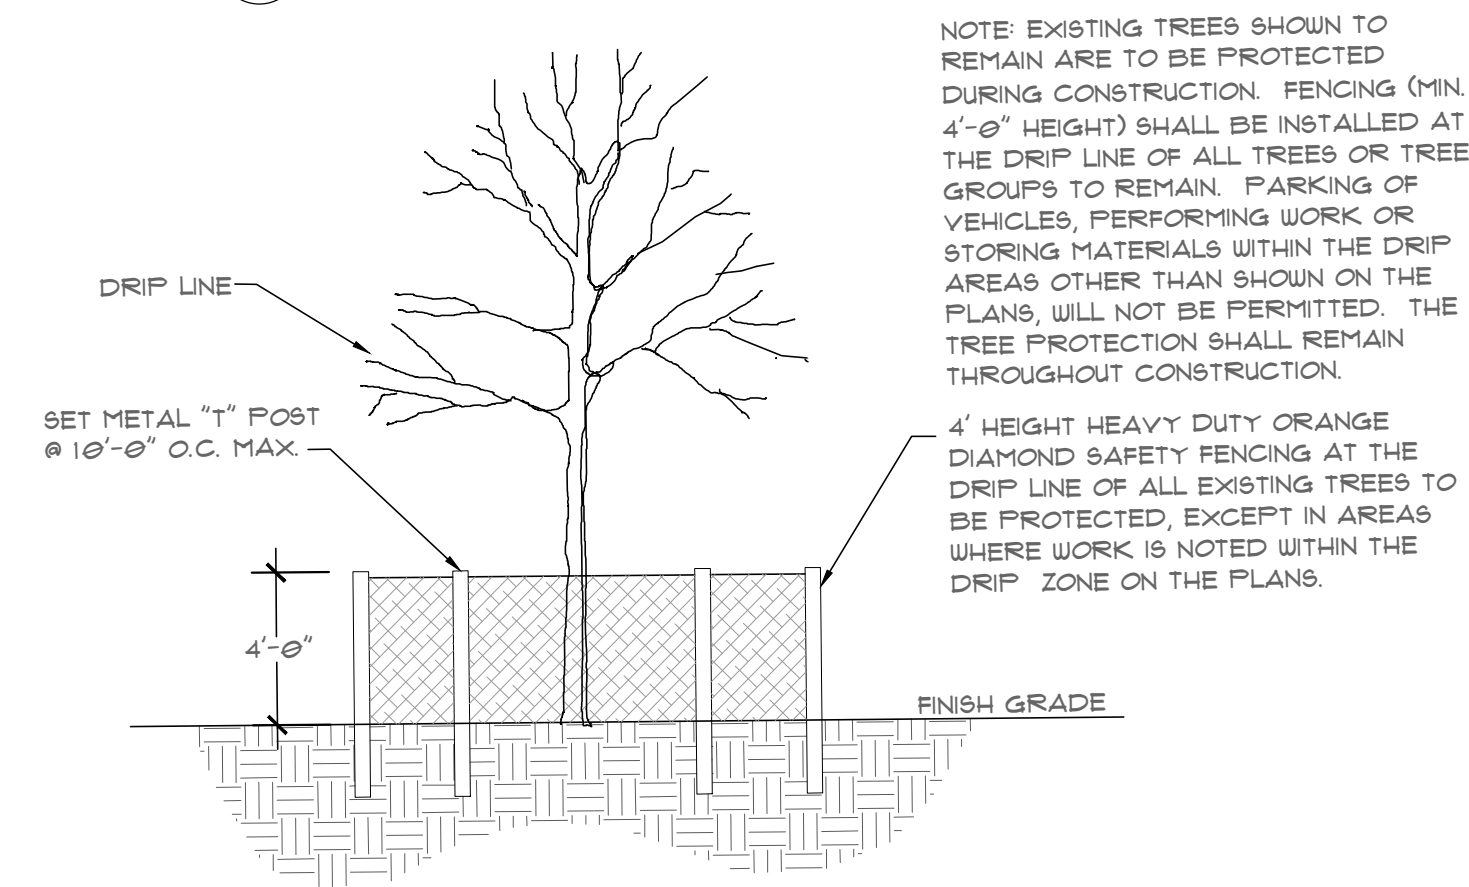 NOTE: EXISTING TREES SHOWN TO
REMAIN ARE TO BE PROTECTED
DURING CONSTRUCTION. FENCING (MIN.
4'-0" HEIGHT) SHALL BE INSTALLED AT
THE DRIP LINE OF ALL TREES OR TREE
GROUPS TO REMAIN. PARKING OF
VEHICLES, PERFORMING WORK OR
STORING MATERIALS WITHIN THE DRIP
AREAS OTHER THAN SHOWN ON THE
PLANS, WILL NOT BE PERMITTED. THE
TREE PROTECTION SHALL REMAIN
THROUGHOUT CONSTRUCTION.
DRIP LINE
SET METAL "T" POST
@ 10'-0" O.C. MAX.
4' HEIGHT HEAVY DUTY ORANGE
DIAMOND SAFETY FENCING AT THE
DRIP LINE OF ALL EXISTING TREES TO
BE PROTECTED, EXCEPT IN AREAS
WHERE WORK IS NOTED WITHIN THE
DRIP ZONE ON THE PLANS.
4'-0"
FINISH GRADE